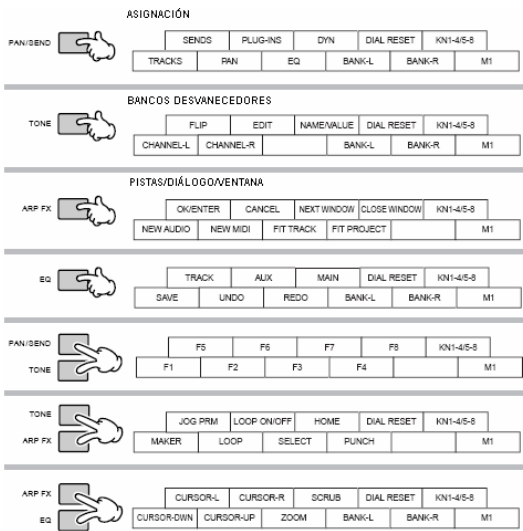 ASIGNACIÓN
PAN/SEND
SENDS PLUG-INS DYN DIAL RESET KN1-4/5-8
TRACKS PAN EQ BANK-L BANK-R M1
BANCOS DESVANECEDORES
TONE
FLIP EDIT NAME/VALUE DIAL RESET KN1-4/5-8
CHANNEL-L CHANNEL-R BANK-L BANK-R M1
PISTAS/DIÁLOGO/VENTANA
ARP FX
OK/ENTER CANCEL NEXT WINDOW CLOSE WINDOW KN1-4/5-8
NEW AUDIO NEW MIDI FIT TRACK FIT PROJECT M1
EQ
TRACK AUX MAIN DIAL RESET KN1-4/5-8
SAVE UNDO REDO BANK-L BANK-R M1
PAN/SEND
F5 F6 F7 F8 KN1-4/5-8
TONE
F1 F2 F3 F4 M1
TONE
JOG PRM LOOP ON/OFF HOME DIAL RESET KN1-4/5-8
ARP FX
MAKER LOOP SELECT PUNCH M1
ARP FX
CURSOR-L CURSOR-R SCRUB DIAL RESET KN1-4/5-8
EQ
CURSOR-DWN CURSOR-UP ZOOM BANK-L BANK-R M1